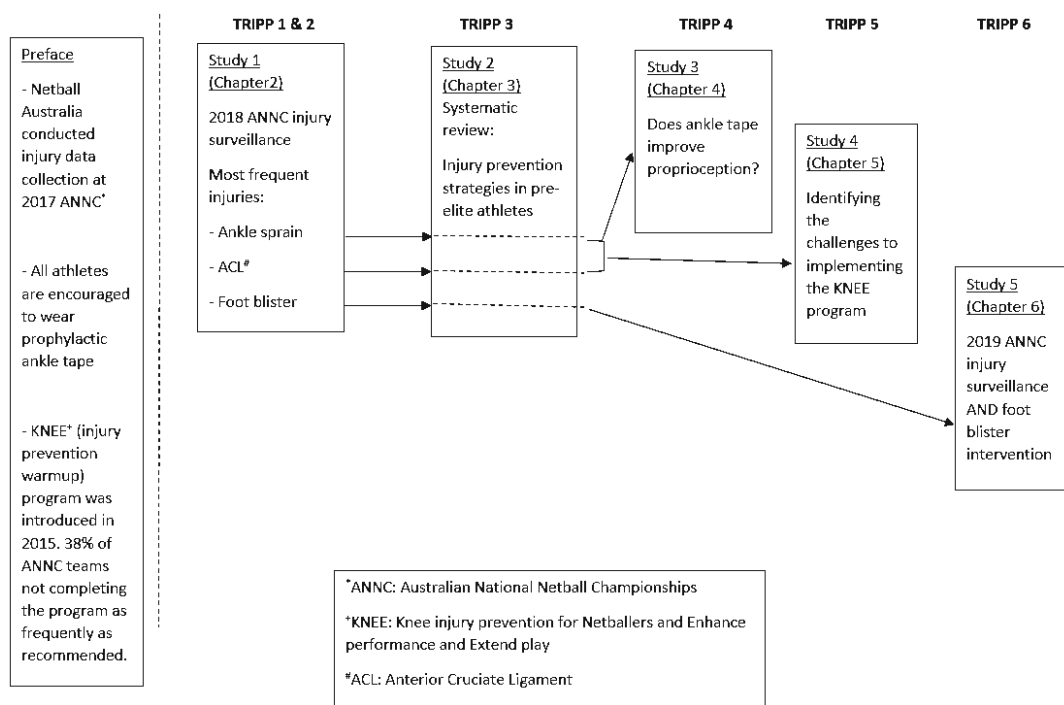 TRIPP 1 & 2
TRIPP 3
TRIPP 4
TRIPP 5
TRIPP 6
Preface
- Netball
Australia
conducted
injury data
collection at
2017 ANNC*
- All athletes
are encouraged
to wear
prophylactic
ankle tape
- KNEE⁺ (injury
prevention
warmup)
program was
introduced in
2015. 38% of
ANNC teams
not completing
the program as
frequently as
recommended.
Study 1
(Chapter2)
2018 ANNC injury
surveillance
Most frequent
injuries:
- Ankle sprain
- ACL#
- Foot blister
Study 2
(Chapter 3)
Systematic
review:
Injury prevention
strategies in pre-
elite athletes
Study 3
(Chapter 4)
Does ankle tape
improve
proprioception?
Study 4
(Chapter 5)
Identifying
the
challenges to
implementing
the KNEE
program
Study 5
(Chapter 6)
2019 ANNC
injury
surveillance
AND foot
blister
intervention
*ANNC: Australian National Netball Championships
⁺KNEE: Knee injury prevention for Netballers and Enhance
performance and Extend play
#ACL: Anterior Cruciate Ligament